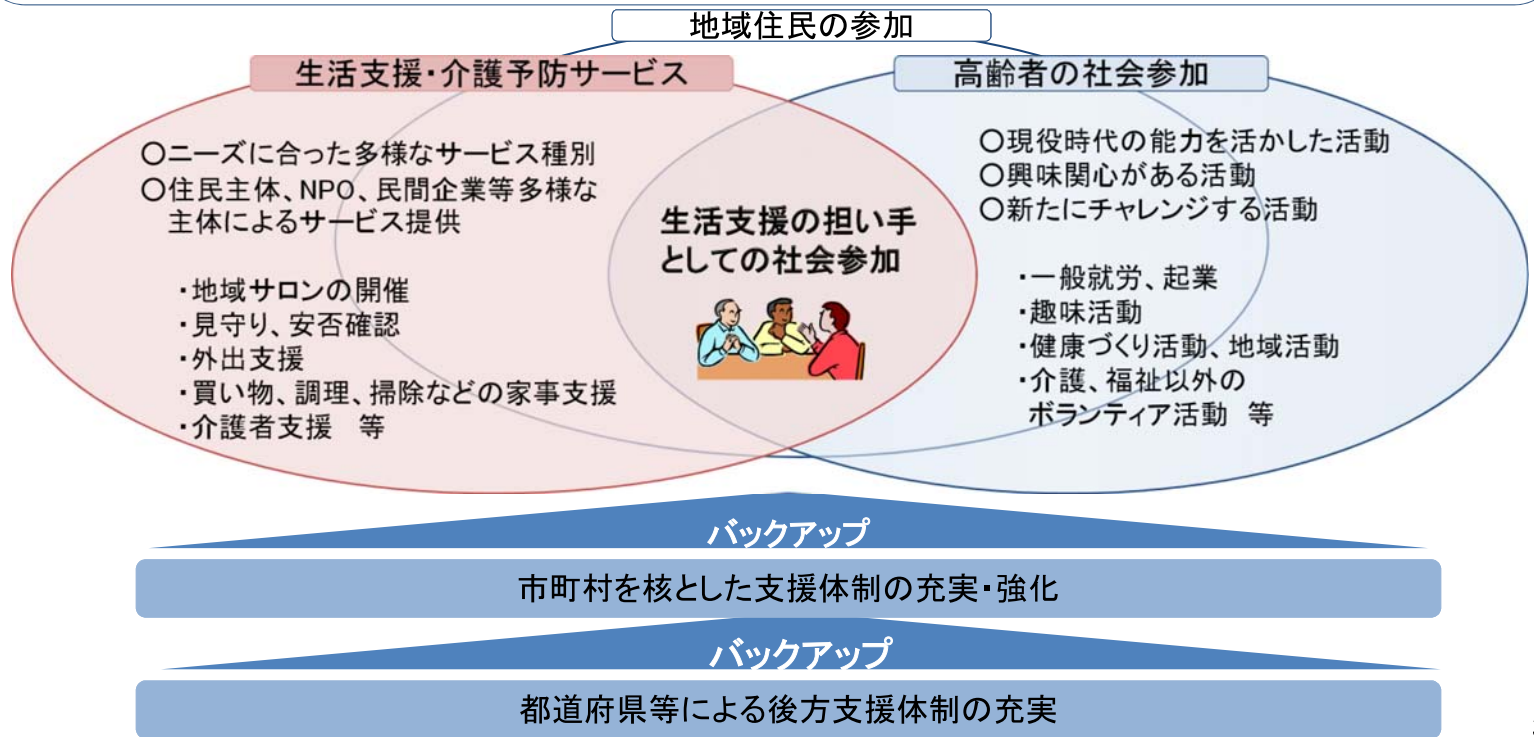 地域住民の参加
生活支援・介護予防サービス
○ニーズに合った多様なサービス種別
○住民主体、NPO、民間企業等多様な
主体によるサービス提供
・地域サロンの開催
・見守り、安否確認
・外出支援
・買い物、調理、掃除などの家事支援
・介護者支援 等
生活支援の担い手
としての社会参加
高齢者の社会参加
○現役時代の能力を活かした活動
○興味関心がある活動
○新たにチャレンジする活動
・一般就労、起業
・趣味活動
・健康づくり活動、地域活動
・介護、福祉以外の
ボランティア活動 等
バックアップ
市町村を核とした支援体制の充実・強化
バックアップ
都道府県等による後方支援体制の充実